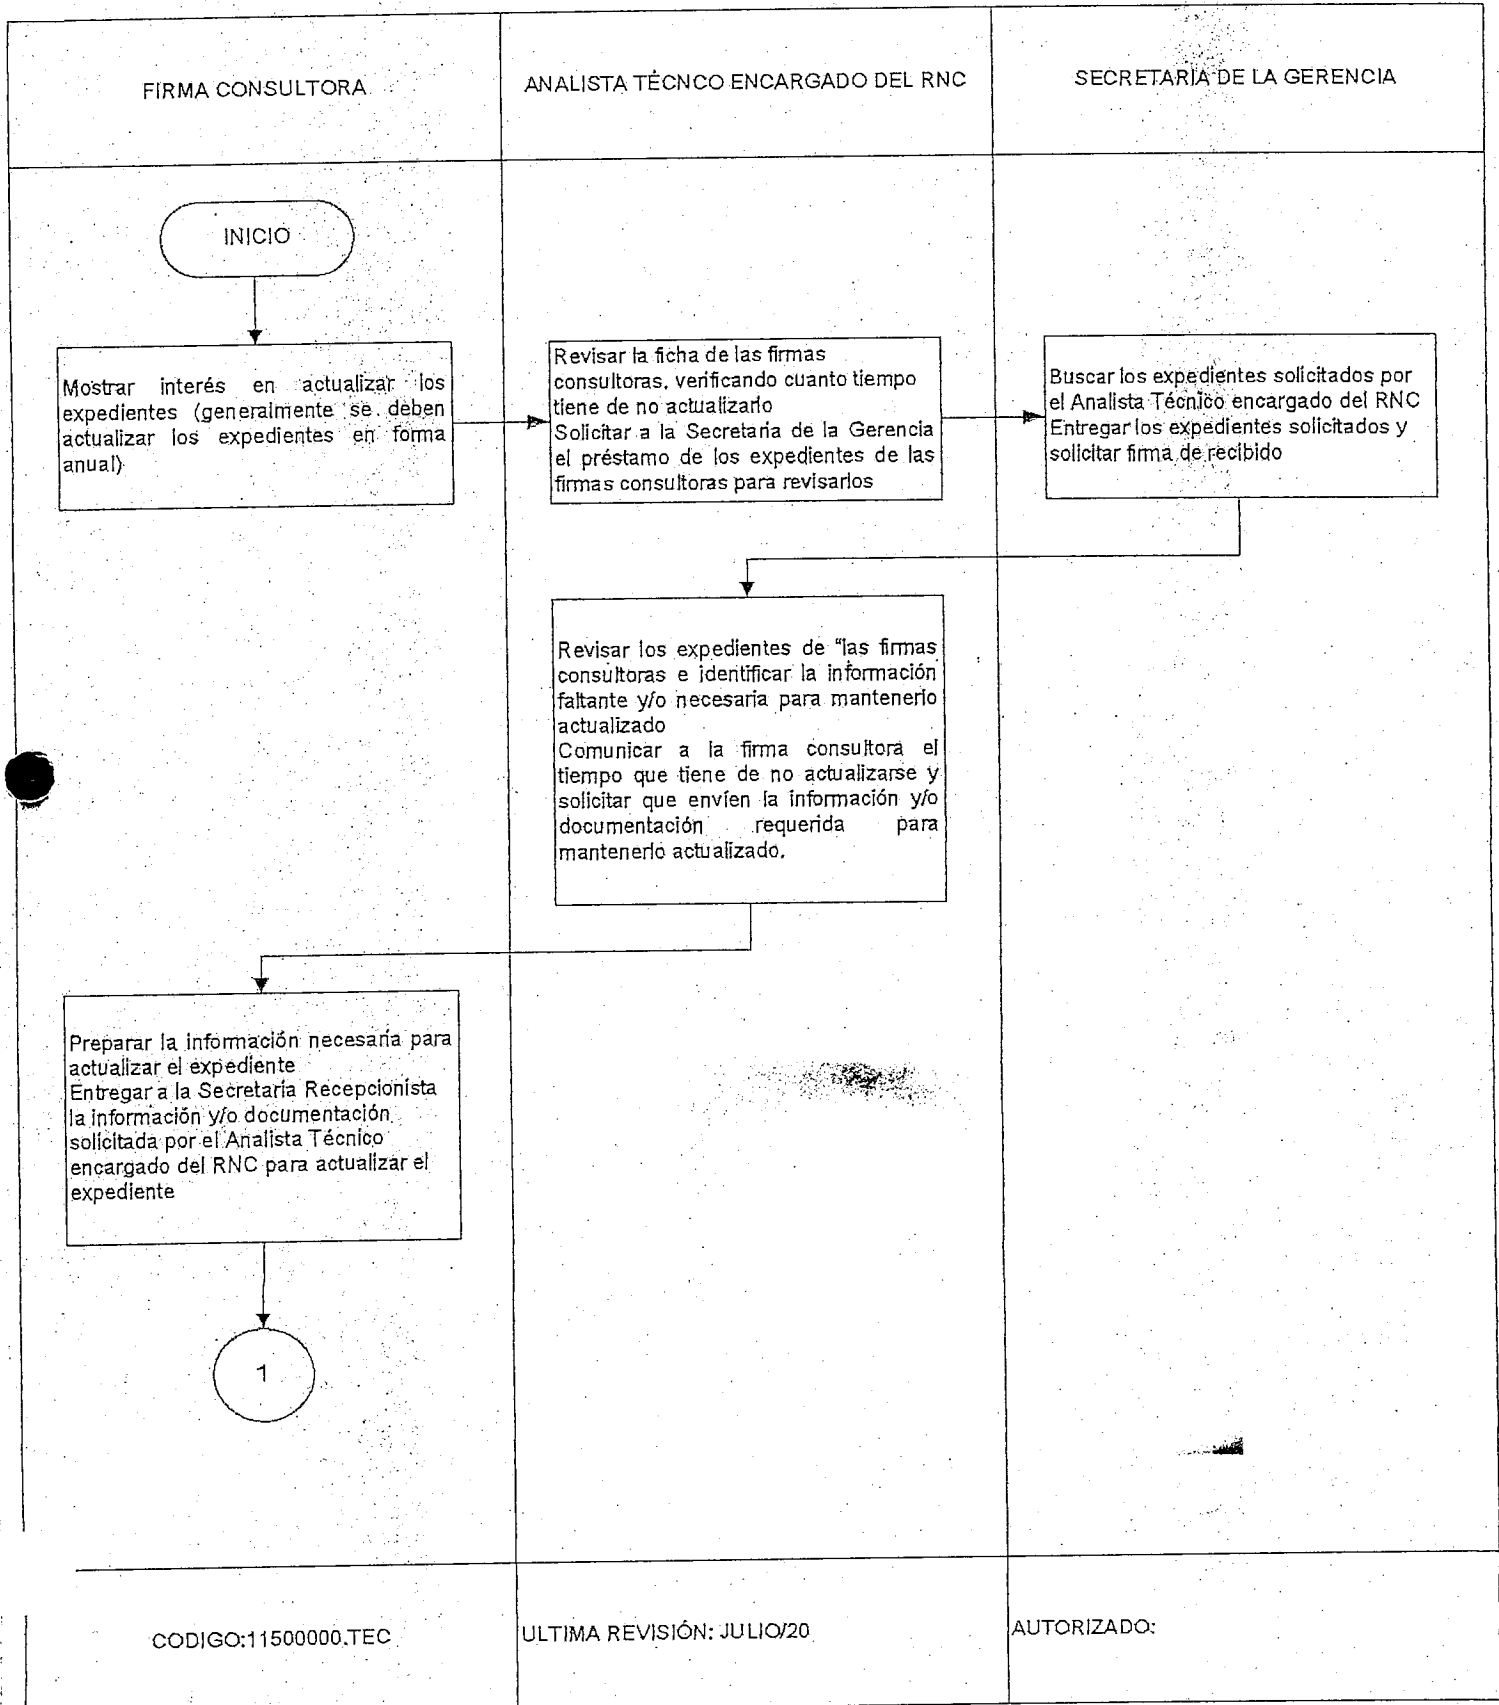 FIRMA CONSULTORA
ANALISTA TÉCNCO ENCARGADO DEL RNC
SECRETARIA DE LA GERENCIA
INICIO
Mostrar interés en actualizar los
expedientes (generalmente se deben
actualizar los expedientes en forma
anual)
Revisar la ficha de las firmas
consultoras, verificando cuanto tiempo
tiene de no actualizarlo
Solicitar a la Secretaria de la Gerencia
el préstamo de los expedientes de las
firmas consultoras para revisarlos
Buscar los expedientes solicitados por
el Analista Técnico encargado del RNC
Entregar los expedientes solicitados y
solicitar firma de recibido
Revisar los expedientes de "las firmas
consultoras e identificar la información
faltante y/o necesaria para mantenerlo
actualizado
Comunicar a la firma consultora el
tiempo que tiene de no actualizarse y
solicitar que envíen la información y/o
documentación requerida para
mantenerlo actualizado.
Preparar la información necesaria para
actualizar el expediente
Entregar a la Secretaria Recepcionista
la información y/o documentación
solicitada por el Analista Técnico
encargado del RNC para actualizar el
expediente
1
CODIGO:11500000.TEC
ULTIMA REVISIÓN: JULIO/20
AUTORIZADO: